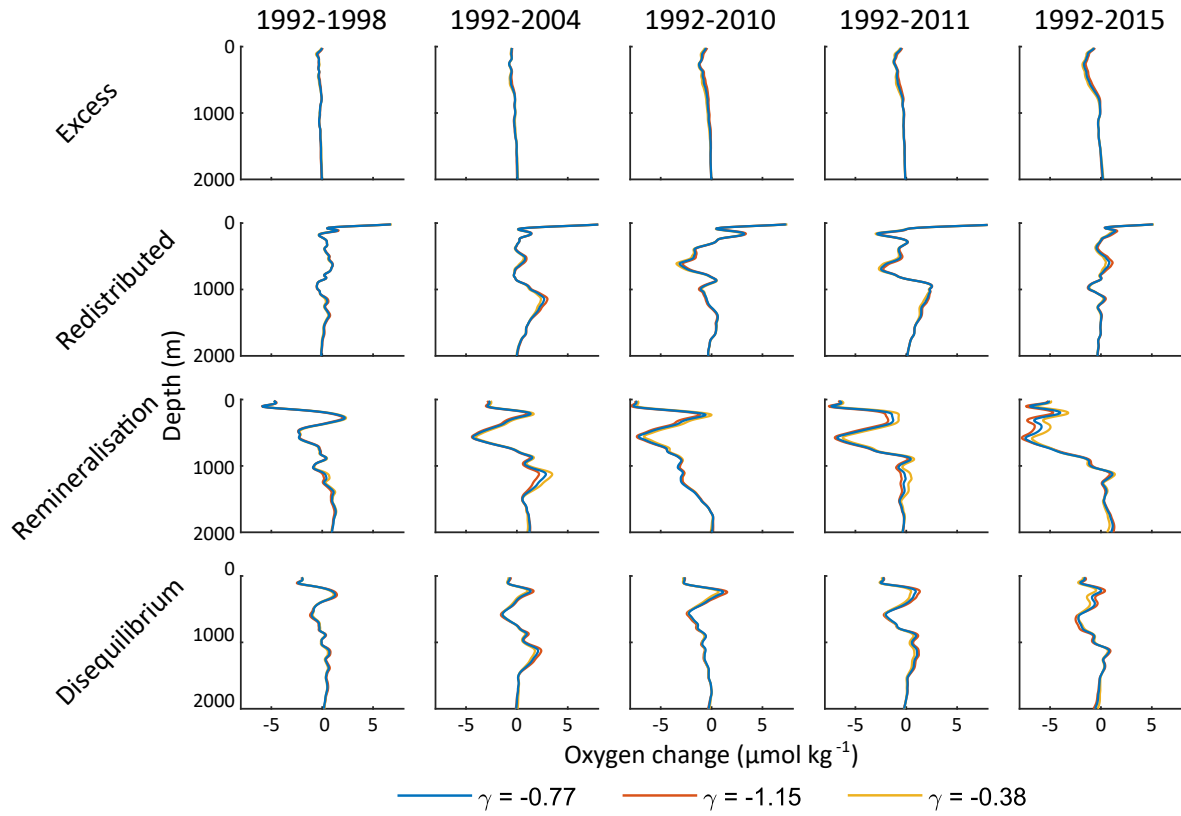 1992-1998 1992-2004 1992-2010 1992-2011 1992-2015
Excess
0
1000
2000
Redistributed
0
1000
2000
Depth (m)
Remineralisation
0
1000
2000
Disequilibrium
0
1000
2000
-5 0 5 -5 0 5 -5 0 5 -5 0 5 -5 0 5
Oxygen change (μmol kg⁻¹)
γ = -0.77 γ = -1.15 γ = -0.38